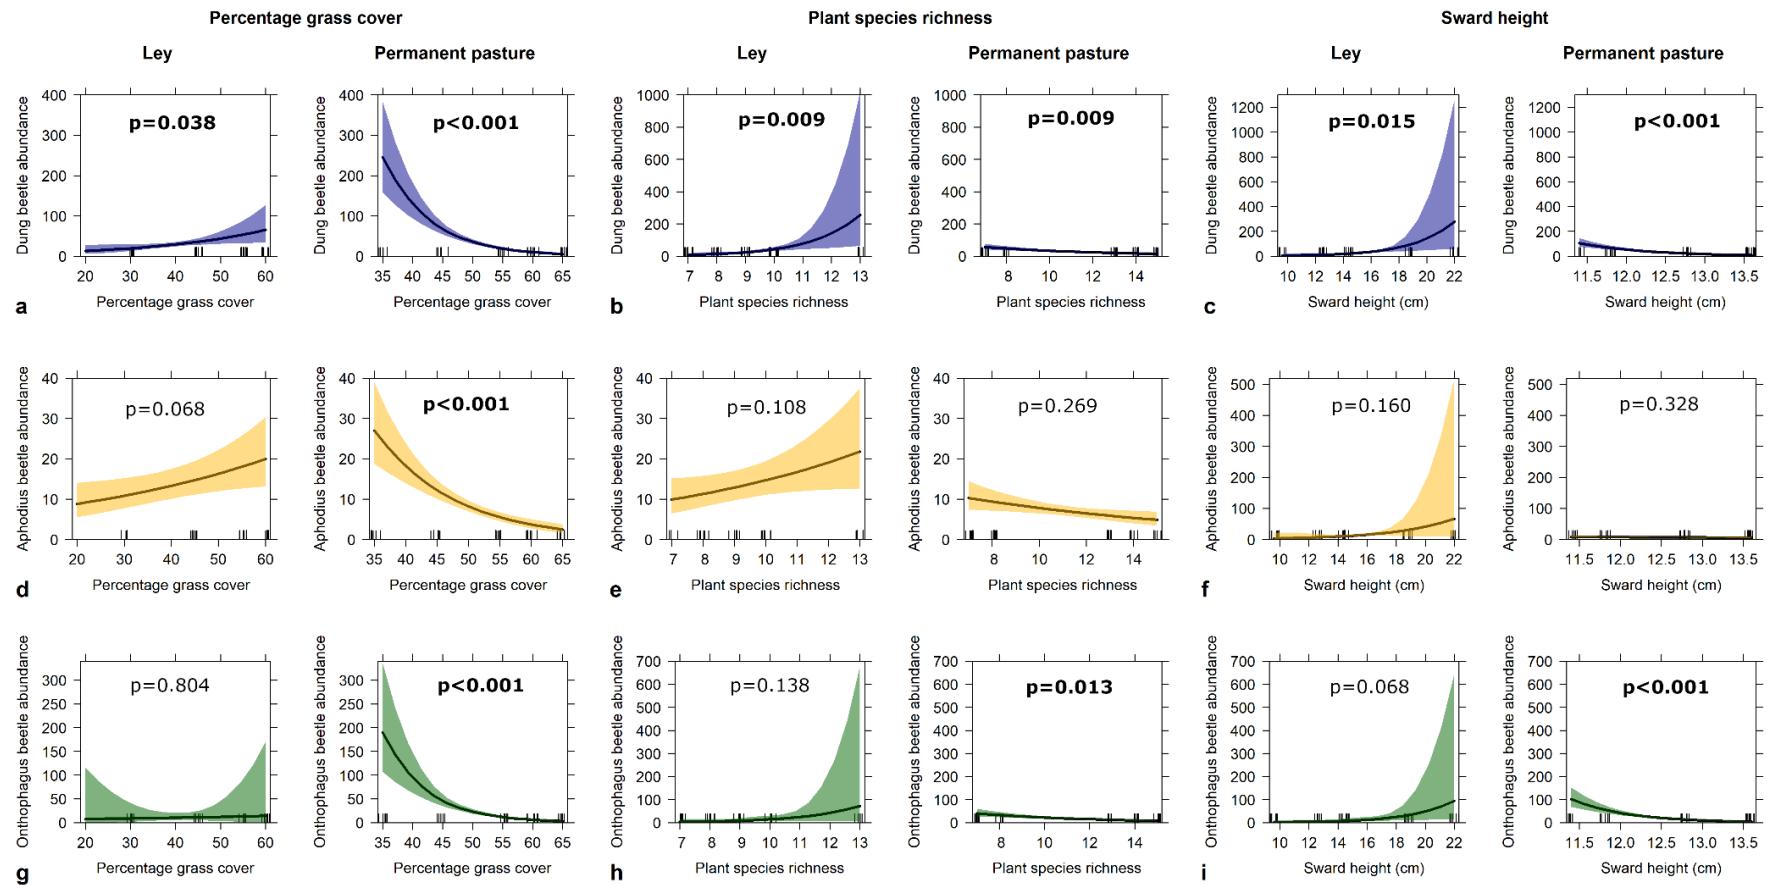 Percentage grass cover Plant species richness Sward height
Ley Permanent pasture Ley Permanent pasture Ley Permanent pasture
Dung beetle abundance
400
300
200
100
0
p=0.038
20 30 40 50 60
Percentage grass cover
a
Dung beetle abundance
400
300
200
100
0
p<0.001
35 40 45 50 55 60 65
Percentage grass cover
Dung beetle abundance
1000
800
600
400
200
0
p=0.009
7 8 9 10 11 12 13
Plant species richness
b
Dung beetle abundance
1000
800
600
400
200
0
p=0.009
8 10 12 14
Plant species richness
Dung beetle abundance
1200
1000
800
600
400
200
0
p=0.015
10 12 14 16 18 20 22
Sward height (cm)
c
Dung beetle abundance
1200
1000
800
600
400
200
0
p<0.001
11.5 12.0 12.5 13.0 13.5
Sward height (cm)
Aphodius beetle abundance
40
30
20
10
0
p=0.068
20 30 40 50 60
Percentage grass cover
d
Aphodius beetle abundance
40
30
20
10
0
p<0.001
35 40 45 50 55 60 65
Percentage grass cover
Aphodius beetle abundance
40
30
20
10
0
p=0.108
7 8 9 10 11 12 13
Plant species richness
e
Aphodius beetle abundance
40
30
20
10
0
p=0.269
8 10 12 14
Plant species richness
Aphodius beetle abundance
500
400
300
200
100
0
p=0.160
10 12 14 16 18 20 22
Sward height (cm)
f
Aphodius beetle abundance
500
400
300
200
100
0
p=0.328
11.5 12.0 12.5 13.0 13.5
Sward height (cm)
Onthophagus beetle abundance
300
250
200
150
100
50
0
p=0.804
20 30 40 50 60
Percentage grass cover
g
Onthophagus beetle abundance
300
250
200
150
100
50
0
p<0.001
35 40 45 50 55 60 65
Percentage grass cover
Onthophagus beetle abundance
700
600
500
400
300
200
100
0
p=0.138
7 8 9 10 11 12 13
Plant species richness
h
Onthophagus beetle abundance
700
600
500
400
300
200
100
0
p=0.013
8 10 12 14
Plant species richness
Onthophagus beetle abundance
700
600
500
400
300
200
100
0
p=0.068
10 12 14 16 18 20 22
Sward height (cm)
i
Onthophagus beetle abundance
700
600
500
400
300
200
100
0
p<0.001
11.5 12.0 12.5 13.0 13.5
Sward height (cm)